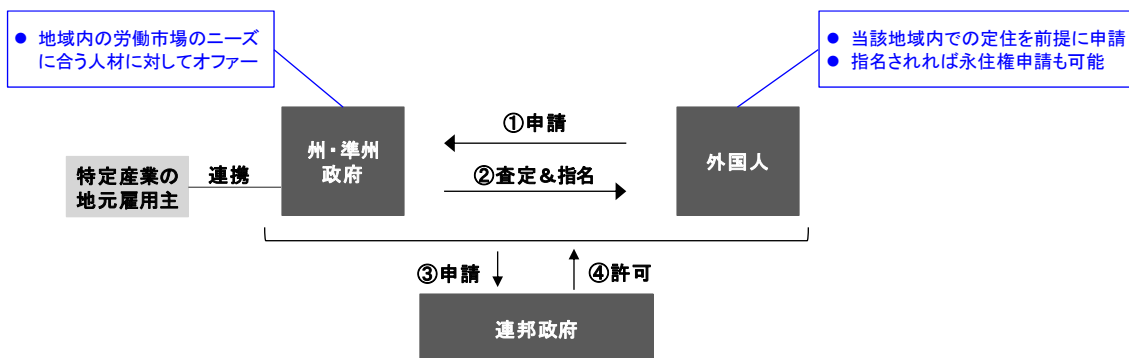 ● 地域内の労働市場のニーズ
に合う人材に対してオファー
● 当該地域内での定住を前提に申請
● 指名されれば永住権申請も可能
①申請
州・準州
政府
外国人
特定産業の
地元雇用主
連携
②査定&指名
③申請
④許可
連邦政府